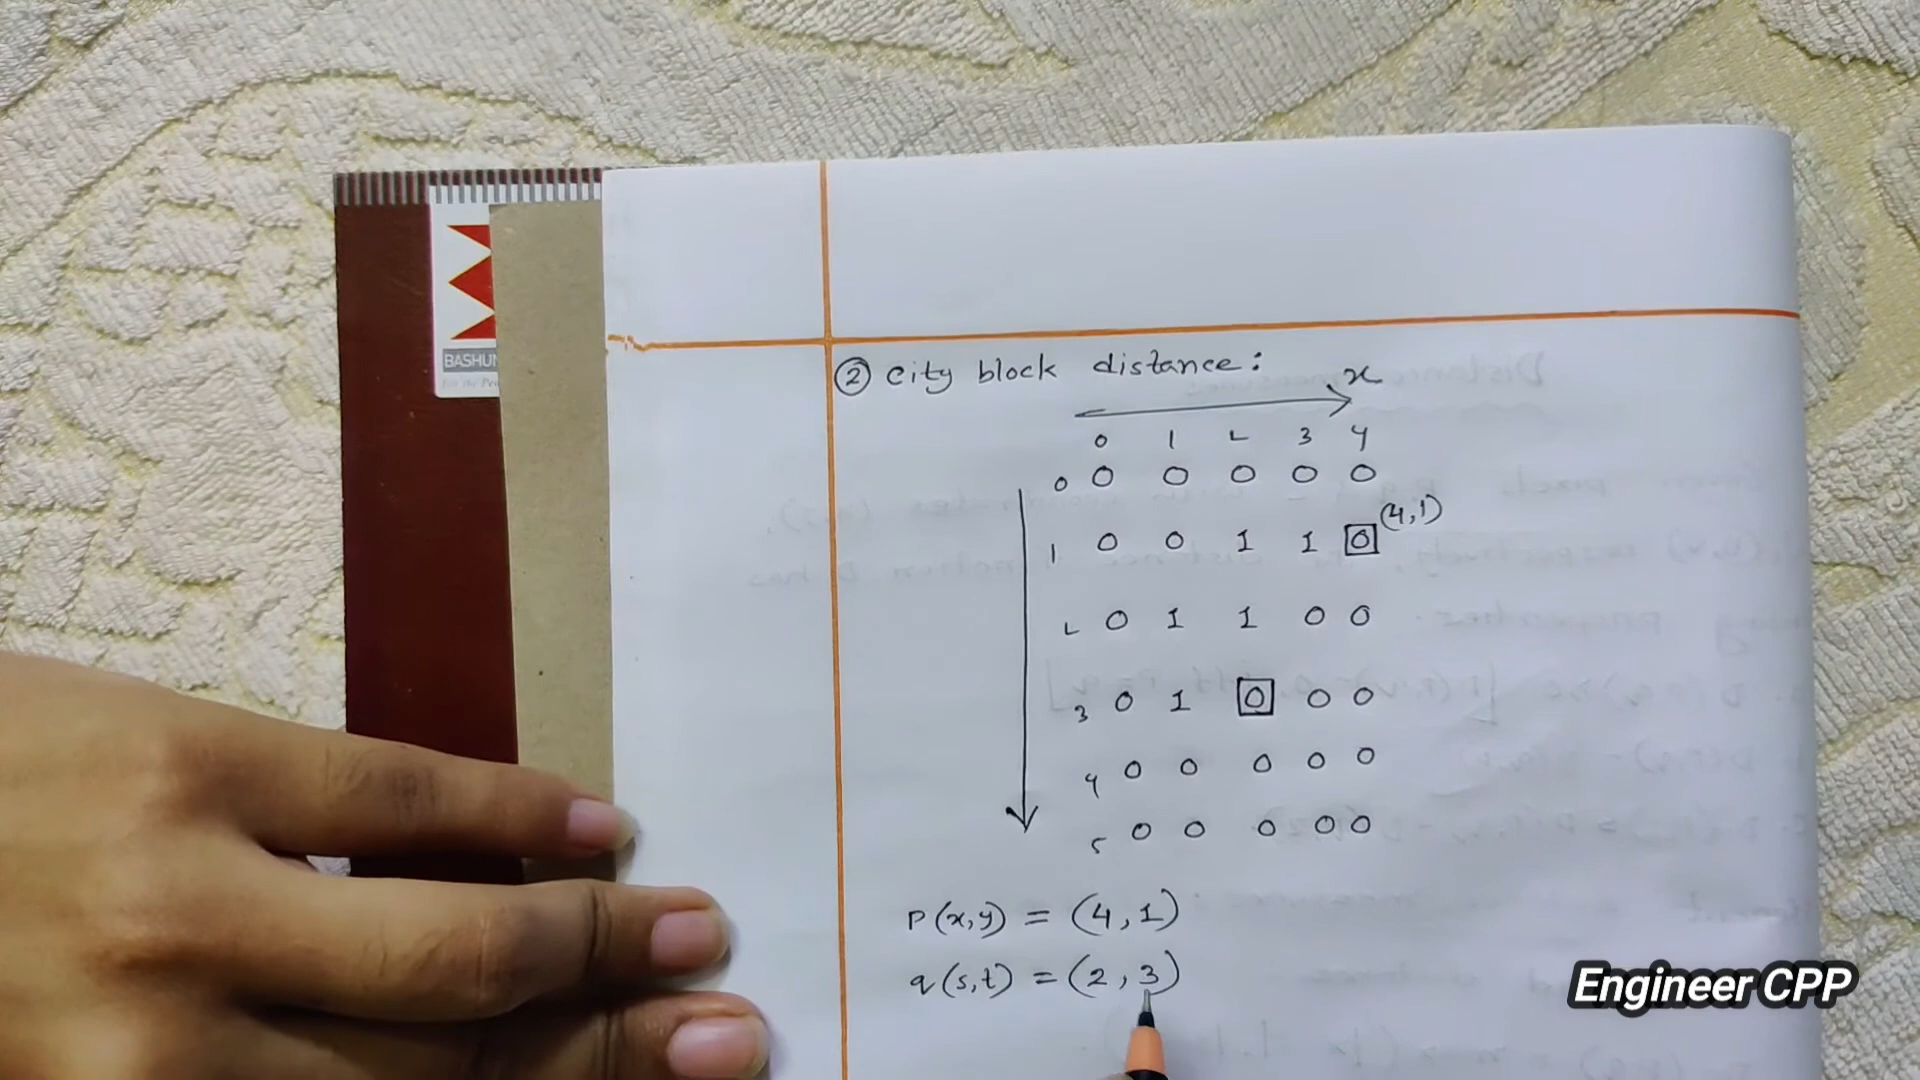 BASHUN
② City block distance:
x
0 1 2 3 4
0 0 0 0 0 0
(4,1)
1 0 0 1 1 0
2 0 1 1 0 0
3 0 1 0 0 0
4 0 0 0 0 0
5 0 0 0 0 0
P(x,y) = (4,1)
q(s,t) = (2,3)
Engineer CPP